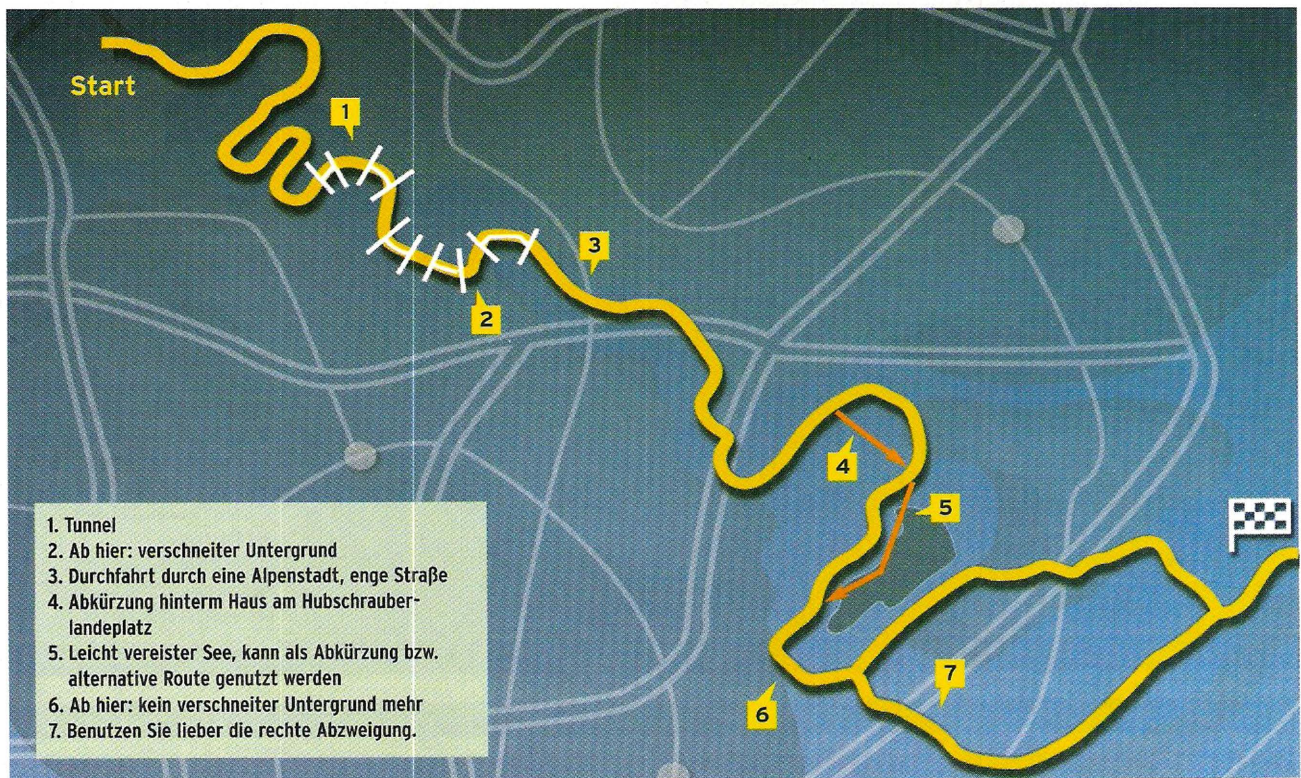 Start
1
2
3
4
5
6
7
1. Tunnel
2. Ab hier: verschneiter Untergrund
3. Durchfahrt durch eine Alpenstadt, enge Straße
4. Abkürzung hinterm Haus am Hubschrauber-
landeplatz
5. Leicht vereister See, kann als Abkürzung bzw.
alternative Route genutzt werden
6. Ab hier: kein verschneiter Untergrund mehr
7. Benutzen Sie lieber die rechte Abzweigung.